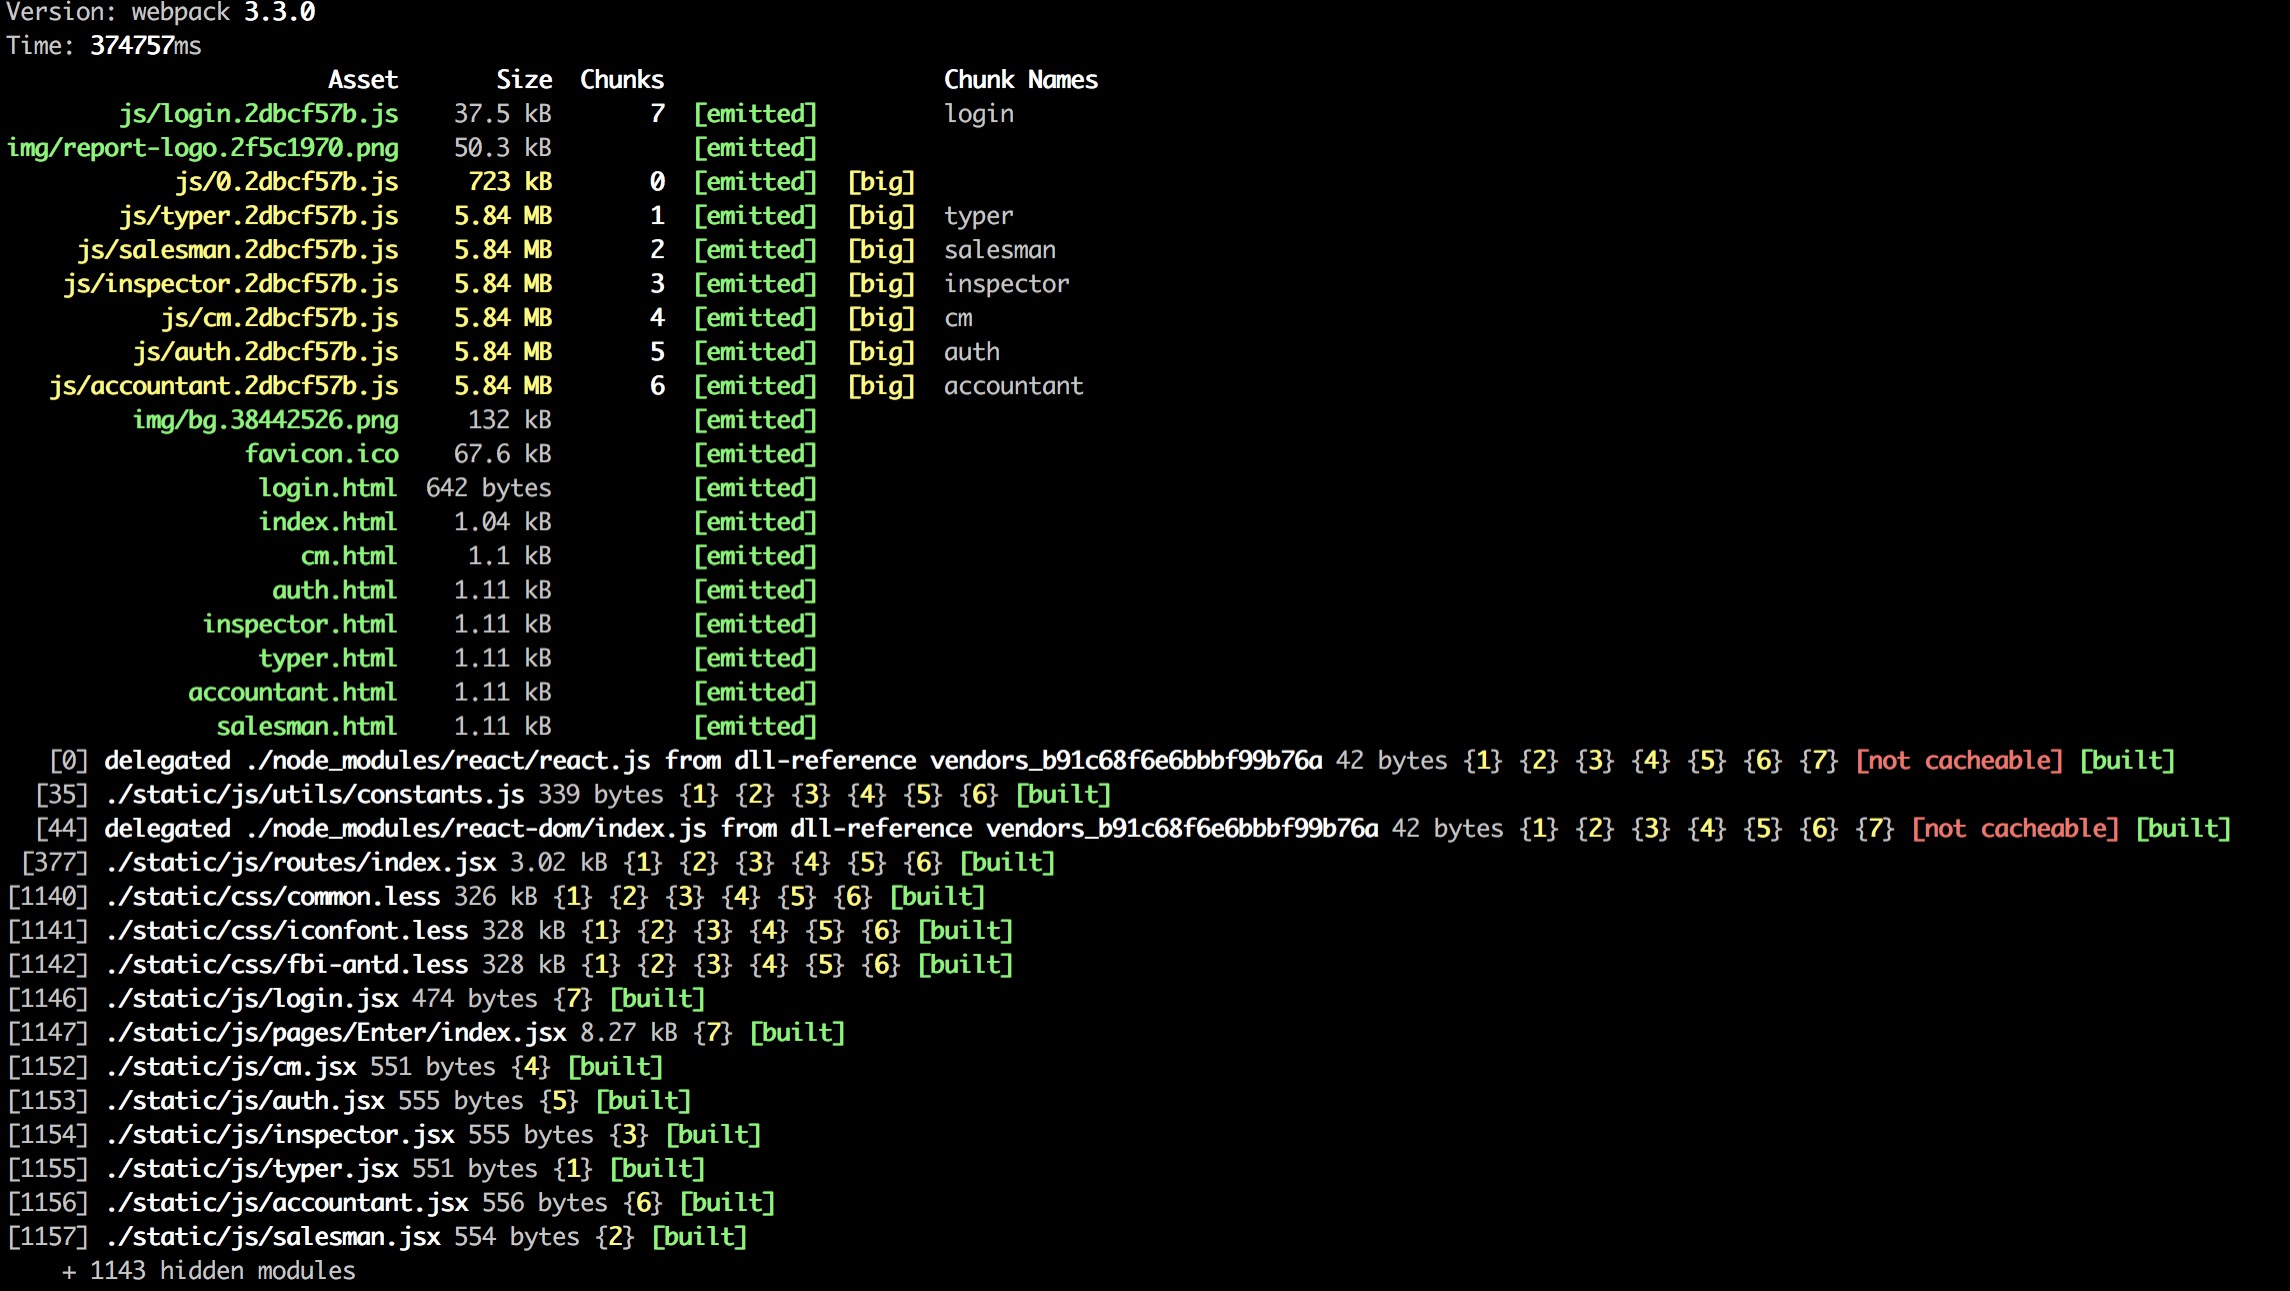 Version: webpack 3.3.0
Time: 374757ms
Asset Size Chunks Chunk Names
js/login.2dbcf57b.js 37.5 kB 7 [emitted] login
img/report-logo.2f5c1970.png 50.3 kB [emitted]
js/0.2dbcf57b.js 723 kB 0 [emitted] [big]
js/typer.2dbcf57b.js 5.84 MB 1 [emitted] [big] typer
js/salesman.2dbcf57b.js 5.84 MB 2 [emitted] [big] salesman
js/inspector.2dbcf57b.js 5.84 MB 3 [emitted] [big] inspector
js/cm.2dbcf57b.js 5.84 MB 4 [emitted] [big] cm
js/auth.2dbcf57b.js 5.84 MB 5 [emitted] [big] auth
js/accountant.2dbcf57b.js 5.84 MB 6 [emitted] [big] accountant
img/bg.38442526.png 132 kB [emitted]
favicon.ico 67.6 kB [emitted]
login.html 642 bytes [emitted]
index.html 1.04 kB [emitted]
cm.html 1.1 kB [emitted]
auth.html 1.11 kB [emitted]
inspector.html 1.11 kB [emitted]
typer.html 1.11 kB [emitted]
accountant.html 1.11 kB [emitted]
salesman.html 1.11 kB [emitted]
[0] delegated ./node_modules/react/react.js from dll-reference vendors_b91c68f6e6bbbf99b76a 42 bytes {1} {2} {3} {4} {5} {6} {7} [not cacheable] [built]
[35] ./static/js/utils/constants.js 339 bytes {1} {2} {3} {4} {5} {6} [built]
[44] delegated ./node_modules/react-dom/index.js from dll-reference vendors_b91c68f6e6bbbf99b76a 42 bytes {1} {2} {3} {4} {5} {6} {7} [not cacheable] [built]
[377] ./static/js/routes/index.jsx 3.02 kB {1} {2} {3} {4} {5} {6} [built]
[1140] ./static/css/common.less 326 kB {1} {2} {3} {4} {5} {6} [built]
[1141] ./static/css/iconfont.less 328 kB {1} {2} {3} {4} {5} {6} [built]
[1142] ./static/css/fbi-antd.less 328 kB {1} {2} {3} {4} {5} {6} [built]
[1146] ./static/js/login.jsx 474 bytes {7} [built]
[1147] ./static/js/pages/Enter/index.jsx 8.27 kB {7} [built]
[1152] ./static/js/cm.jsx 551 bytes {4} [built]
[1153] ./static/js/auth.jsx 555 bytes {5} [built]
[1154] ./static/js/inspector.jsx 555 bytes {3} [built]
[1155] ./static/js/typer.jsx 551 bytes {1} [built]
[1156] ./static/js/accountant.jsx 556 bytes {6} [built]
[1157] ./static/js/salesman.jsx 554 bytes {2} [built]
+ 1143 hidden modules